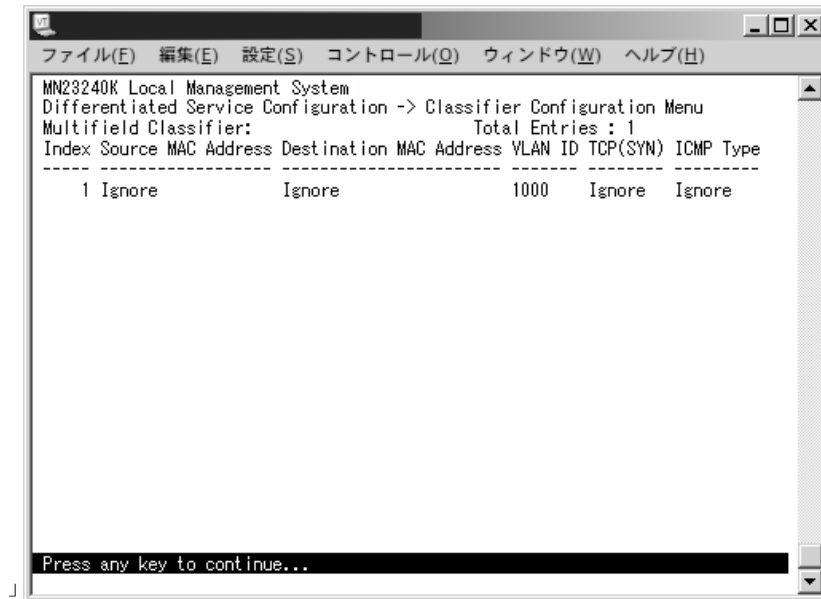 VT
ファイル(F) 編集(E) 設定(S) コントロール(O) ウィンドウ(W) ヘルプ(H)
MN23240K Local Management System
Differentiated Service Configuration -> Classifier Configuration Menu
Multifield Classifier: Total Entries : 1
Index Source MAC Address Destination MAC Address VLAN ID TCP(SYN) ICMP Type
----- ------------------ ----------------------- ------- -------- ---------
1 Ignore Ignore 1000 Ignore Ignore
Press any key to continue...
」